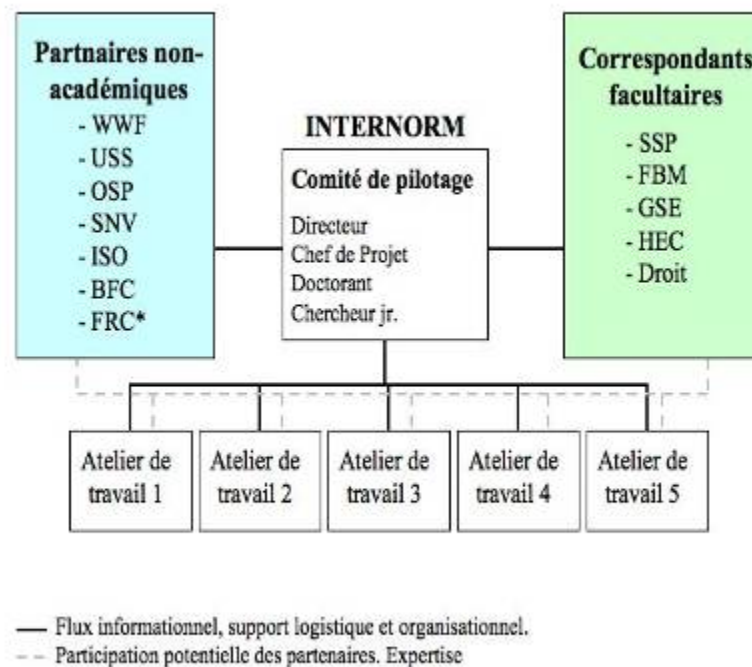 Partnaires non-
académiques
- WWF
- USS
- OSP
- SNV
- ISO
- BFC
- FRC*
INTERNORM
Comité de pilotage
Directeur
Chef de Projet
Doctorant
Chercheur jr.
Correspondants
facultaires
- SSP
- FBM
- GSE
- HEC
- Droit
Atelier de
travail 1
Atelier de
travail 2
Atelier de
travail 3
Atelier de
travail 4
Atelier de
travail 5
Flux informationnel, support logistique et organisationnel.
Participation potentielle des partenaires. Expertise